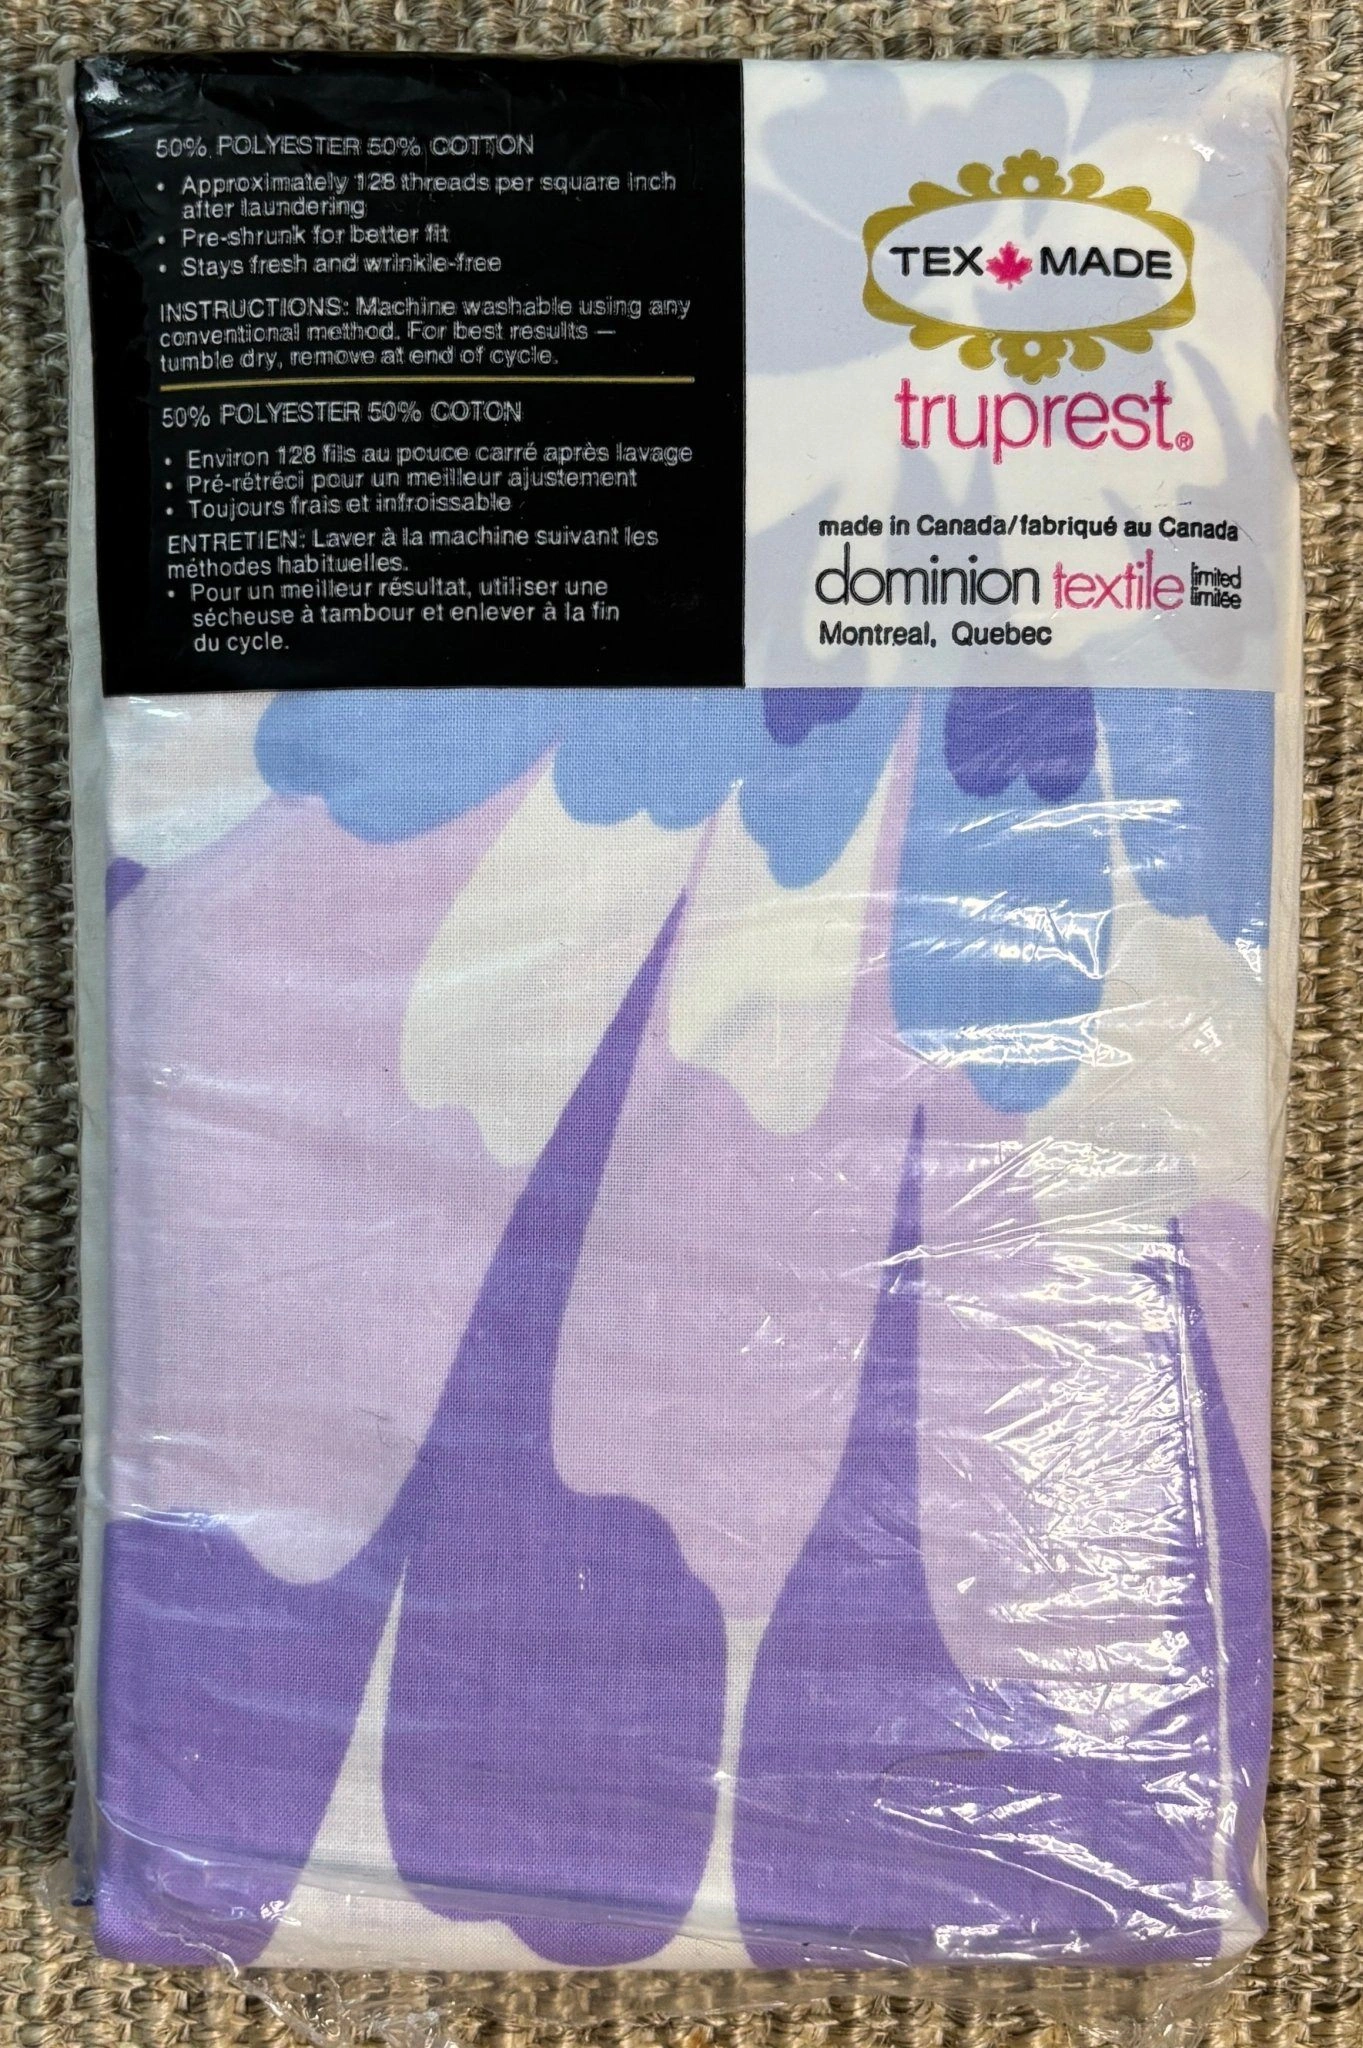 50% POLYESTER 50% COTTON
• Approximately 128 threads per square inch
after laundering
• Pre-shrunk for better fit
• Stays fresh and wrinkle-free
INSTRUCTIONS: Machine washable using any
conventional method. For best results —
tumble dry, remove at end of cycle.
50% POLYESTER 50% COTON
• Environ 128 fils au pouce carré après lavage
• Pré-rétréci pour un meilleur ajustement
• Toujours frais et infroissable
ENTRETIEN: Laver à la machine suivant les
méthodes habituelles.
• Pour un meilleur résultat, utiliser une
sécheuse à tambour et enlever à la fin
du cycle.
TEX MADE
truprest®
made in Canada/fabriqué au Canada
dominion textile limited
limitée
Montreal, Quebec